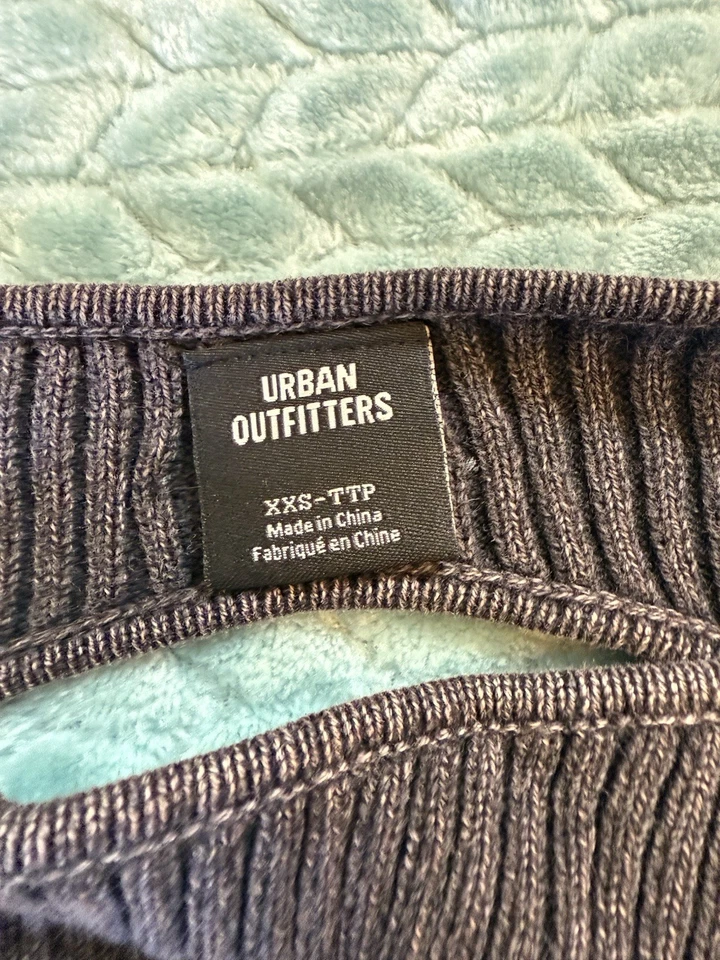 URBAN
OUTFITTERS
XXS-TTP
Made in China
Fabriqué en Chine